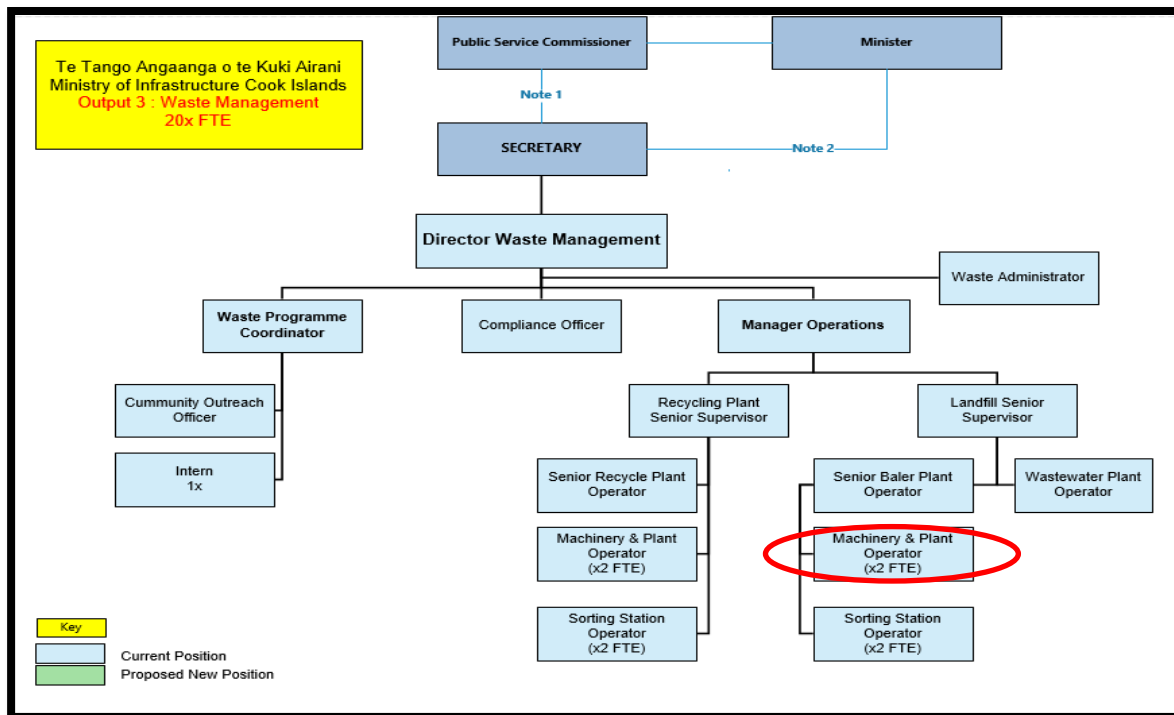 Public Service Commissioner
Minister
Te Tango Angaanga o te Kuki Airani
Ministry of Infrastructure Cook Islands
Output 3 : Waste Management
20x FTE
Note 1
SECRETARY
Note 2
Director Waste Management
Waste Administrator
Waste Programme
Coordinator
Compliance Officer
Manager Operations
Cummunity Outreach
Officer
Recycling Plant
Senior Supervisor
Landfill Senior
Supervisor
Intern
1x
Senior Recycle Plant
Operator
Senior Baler Plant
Operator
Wastewater Plant
Operator
Machinery & Plant
Operator
(x2 FTE)
Machinery & Plant
Operator
(x2 FTE)
Sorting Station
Operator
(x2 FTE)
Sorting Station
Operator
(x2 FTE)
Key
Current Position
Proposed New Position